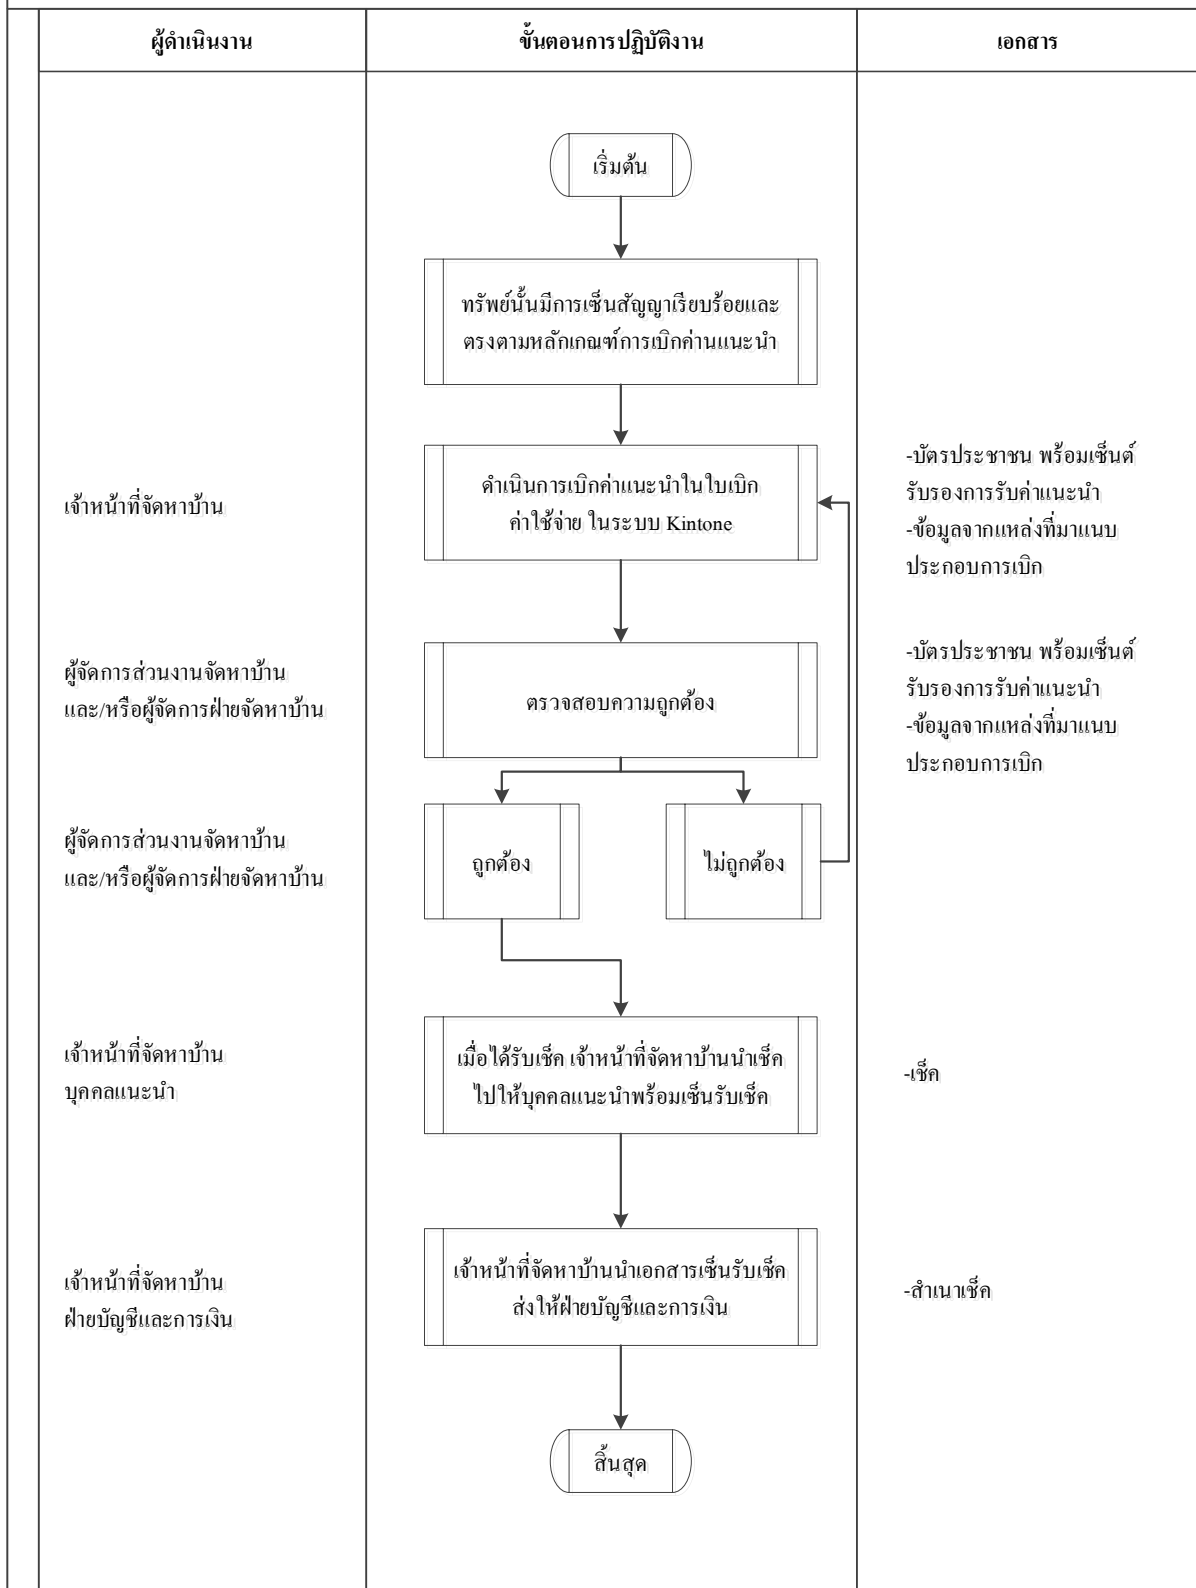 ผู้ดำเนินงาน
ขั้นตอนการปฏิบัติงาน
เอกสาร
เริ่มต้น
ทรัพย์นั้นมีการเซ็นสัญญาเรียบร้อยและ
ตรงตามหลักเกณฑ์การเบิกค่านแนะนำ
เจ้าหน้าที่จัดหาบ้าน
ดำเนินการเบิกค่าแนะนำในใบเบิก
ค่าใช้จ่าย ในระบบ Kintone
-บัตรประชาชน พร้อมเซ็นต์
รับรองการรับค่าแนะนำ
-ข้อมูลจากแหล่งที่มาแนบ
ประกอบการเบิก
ผู้จัดการส่วนงานจัดหาบ้าน
และ/หรือผู้จัดการฝ่ายจัดหาบ้าน
ตรวจสอบความถูกต้อง
-บัตรประชาชน พร้อมเซ็นต์
รับรองการรับค่าแนะนำ
-ข้อมูลจากแหล่งที่มาแนบ
ประกอบการเบิก
ผู้จัดการส่วนงานจัดหาบ้าน
และ/หรือผู้จัดการฝ่ายจัดหาบ้าน
ถูกต้อง
ไม่ถูกต้อง
เจ้าหน้าที่จัดหาบ้าน
บุคคลแนะนำ
เมื่อได้รับเช็ค เจ้าหน้าที่จัดหาบ้านนำเช็ค
ไปให้บุคคลแนะนำพร้อมเซ็นรับเช็ค
-เช็ค
เจ้าหน้าที่จัดหาบ้าน
ฝ่ายบัญชีและการเงิน
เจ้าหน้าที่จัดหาบ้านนำเอกสารเซ็นรับเช็ค
ส่งให้ฝ่ายบัญชีและการเงิน
-สำเนาเช็ค
สิ้นสุด